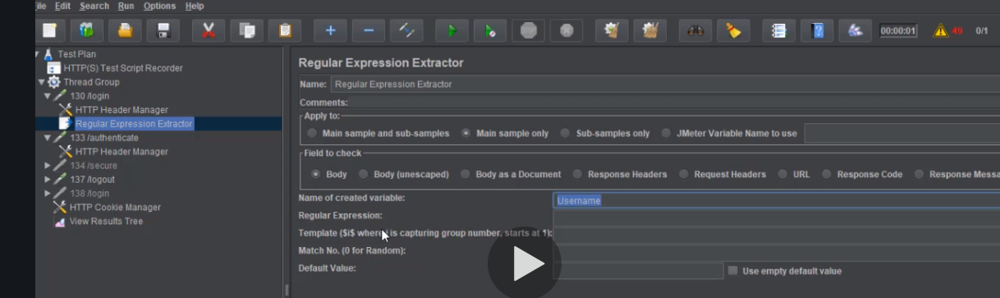 ile Edit Search Run Options Help
00:00:01 49 0/1
Test Plan
HTTP(S) Test Script Recorder
Thread Group
130 /login
HTTP Header Manager
Regular Expression Extractor
133 /authenticate
HTTP Header Manager
134 /secure
137 /logout
138 /login
HTTP Cookie Manager
View Results Tree
Regular Expression Extractor
Name: Regular Expression Extractor
Comments:
Apply to:
Main sample and sub-samples Main sample only Sub-samples only JMeter Variable Name to use
Field to check
Body Body (unescaped) Body as a Document Response Headers Request Headers URL Response Code Response Messa
Name of created variable: Username
Regular Expression:
Template ($i$ where i is capturing group number, starts at 1):
Match No. (0 for Random):
Default Value: Use empty default value